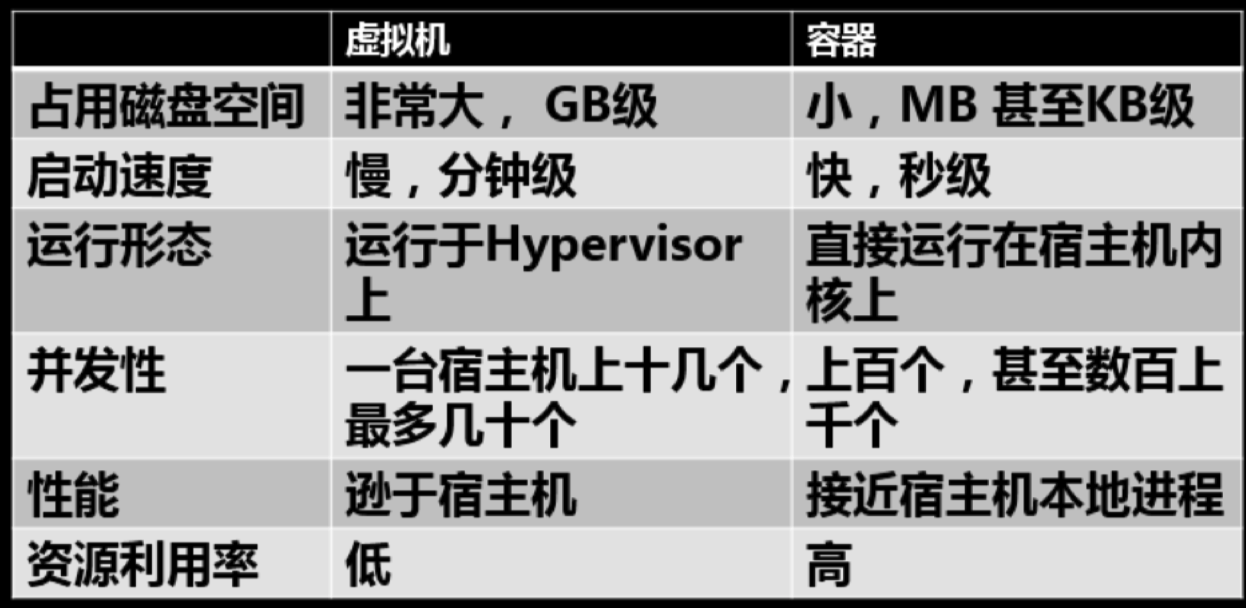 虚拟机 容器
占用磁盘空间 非常大， GB级 小，MB 甚至KB级
启动速度 慢，分钟级 快，秒级
运行形态 运行于Hypervisor 直接运行在宿主机内
上 核上
并发性 一台宿主机上十几个， 上百个，甚至数百上
最多几十个 千个
性能 逊于宿主机 接近宿主机本地进程
资源利用率 低 高